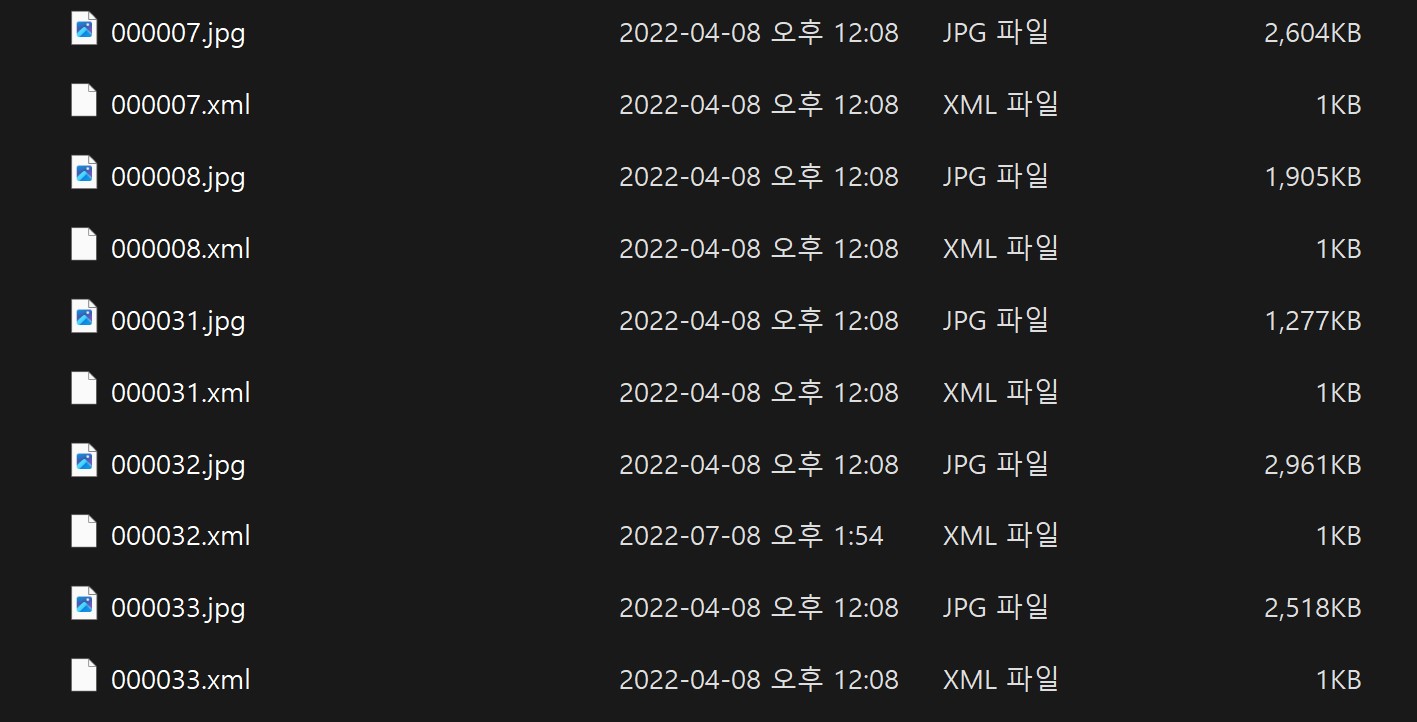 000007.jpg 2022-04-08 오후 12:08 JPG 파일 2,604KB
000007.xml 2022-04-08 오후 12:08 XML 파일 1KB
000008.jpg 2022-04-08 오후 12:08 JPG 파일 1,905KB
000008.xml 2022-04-08 오후 12:08 XML 파일 1KB
000031.jpg 2022-04-08 오후 12:08 JPG 파일 1,277KB
000031.xml 2022-04-08 오후 12:08 XML 파일 1KB
000032.jpg 2022-04-08 오후 12:08 JPG 파일 2,961KB
000032.xml 2022-07-08 오후 1:54 XML 파일 1KB
000033.jpg 2022-04-08 오후 12:08 JPG 파일 2,518KB
000033.xml 2022-04-08 오후 12:08 XML 파일 1KB